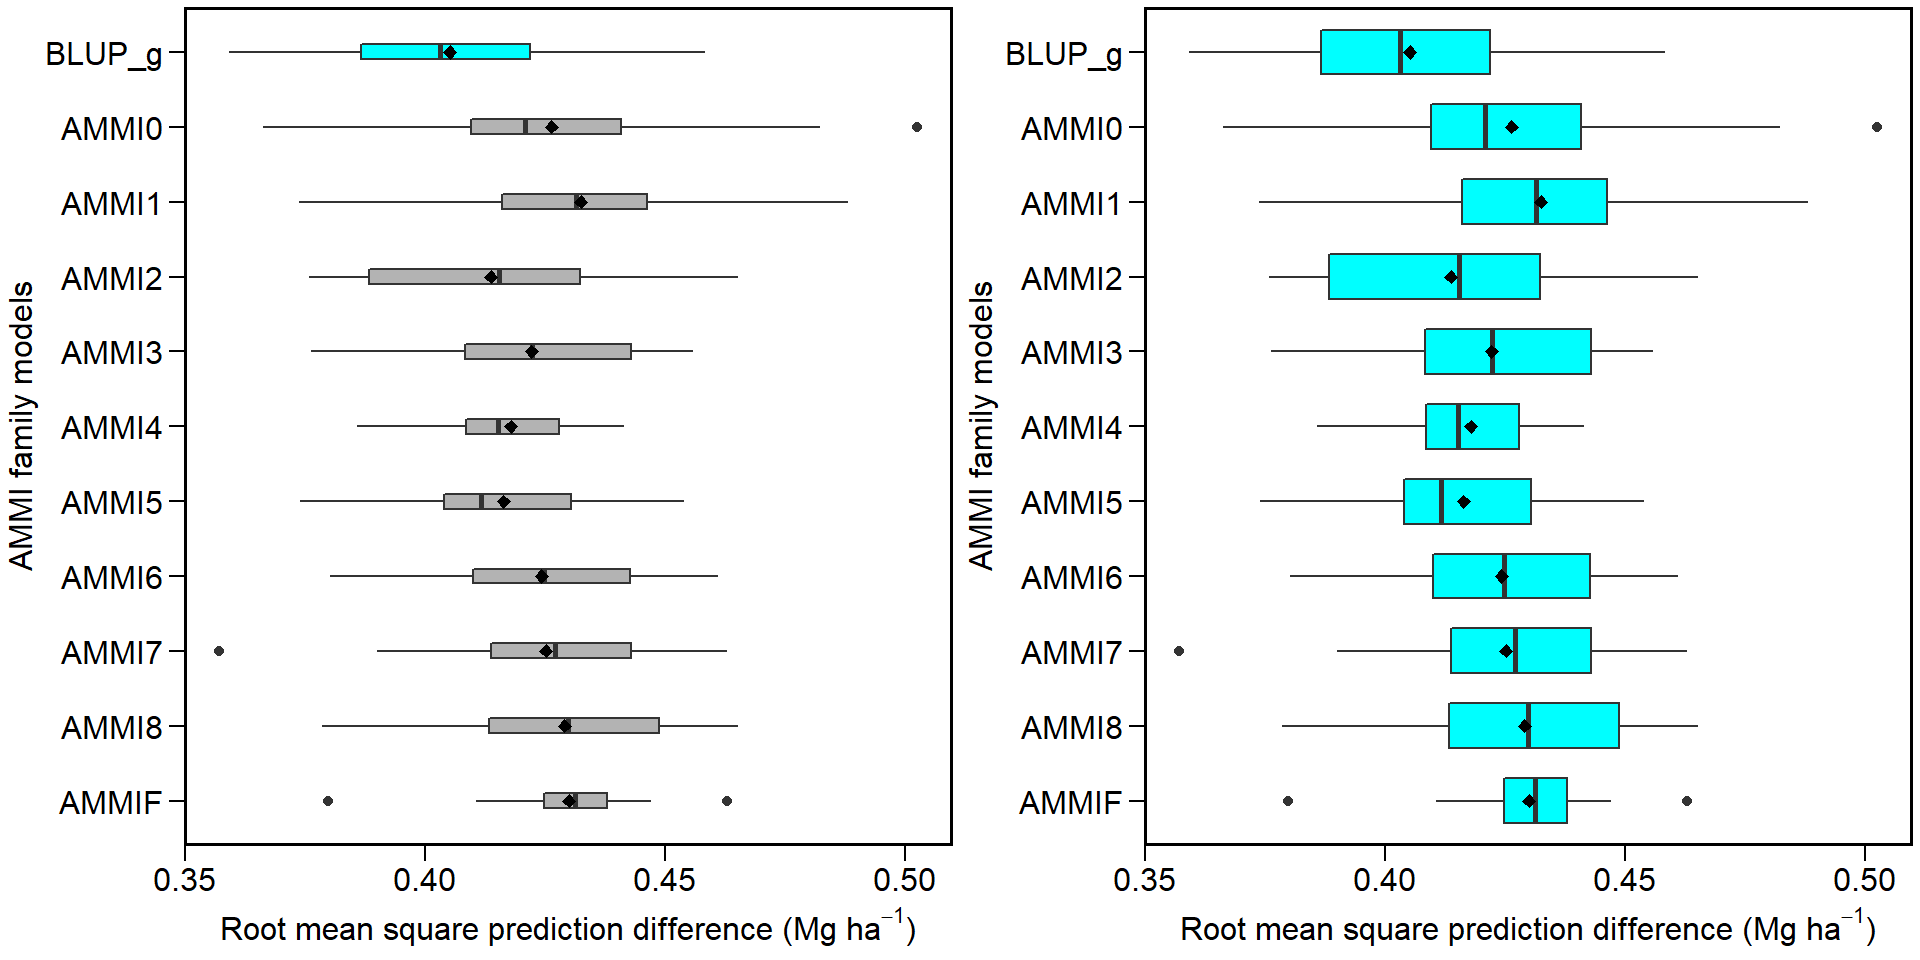 AMMI family models
BLUP_g
AMMI0
AMMI1
AMMI2
AMMI3
AMMI4
AMMI5
AMMI6
AMMI7
AMMI8
AMMIF
0.35 0.40 0.45 0.50
Root mean square prediction difference (Mg ha⁻¹)
AMMI family models
BLUP_g
AMMI0
AMMI1
AMMI2
AMMI3
AMMI4
AMMI5
AMMI6
AMMI7
AMMI8
AMMIF
0.35 0.40 0.45 0.50
Root mean square prediction difference (Mg ha⁻¹)